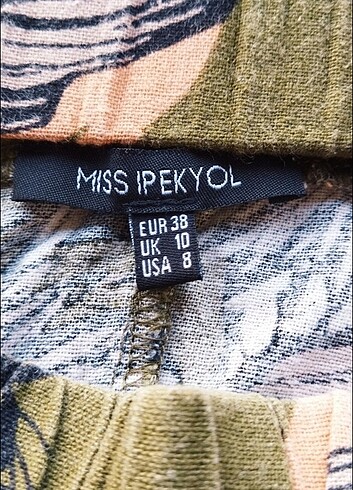 MISS IPEKYOL
EUR 38
UK 10
USA 8